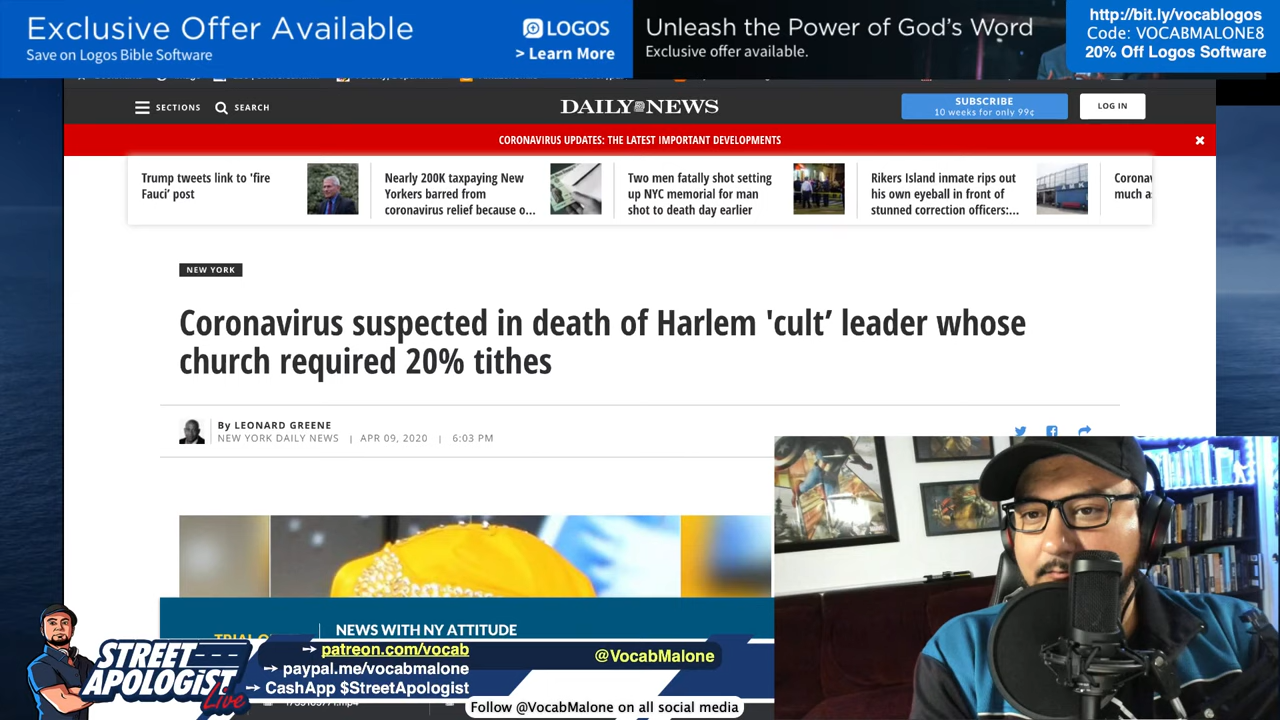 Exclusive Offer Available
Save on Logos Bible Software
LOGOS
> Learn More
Unleash the Power of God's Word
Exclusive offer available.
http://bit.ly/vocablogos
Code: VOCABMALONE8
20% Off Logos Software
SECTIONS
SEARCH
DAILY NEWS
SUBSCRIBE
10 weeks for only 99¢
LOG IN
CORONAVIRUS UPDATES: THE LATEST IMPORTANT DEVELOPMENTS
Trump tweets link to 'fire
Fauci' post
Nearly 200K taxpaying New
Yorkers barred from
coronavirus relief because o...
Two men fatally shot setting
up NYC memorial for man
shot to death day earlier
Rikers Island inmate rips out
his own eyeball in front of
stunned correction officers:...
much
NEW YORK
Coronavirus suspected in death of Harlem 'cult' leader whose
church required 20% tithes
By LEONARD GREENE
NEW YORK DAILY NEWS | APR 09, 2020 | 6:03 PM
NEWS WITH NY ATTITUDE
STREET
APOLOGIST
Live
→ patreon.com/vocab
→ paypal.me/vocabmalone
→ CashApp $StreetApologist
@VocabMalone
Follow @VocabMalone on all social media